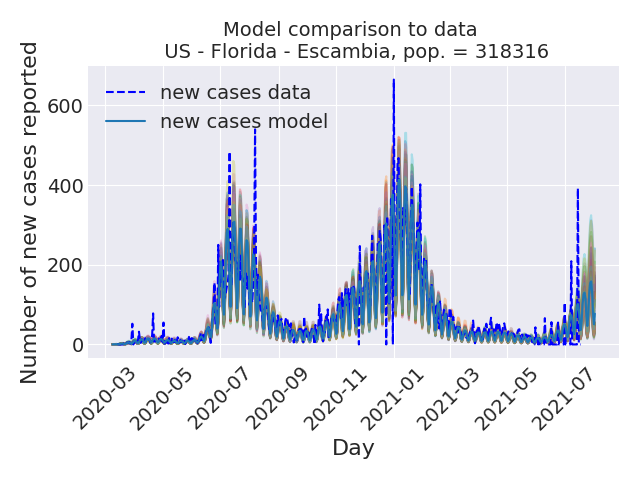 Model comparison to data
US - Florida - Escambia, pop. = 318316
Number of new cases reported
600
400
200
0
new cases data
new cases model
2020-03
2020-05
2020-07
2020-09
2020-11
2021-01
2021-03
2021-05
2021-07
Day